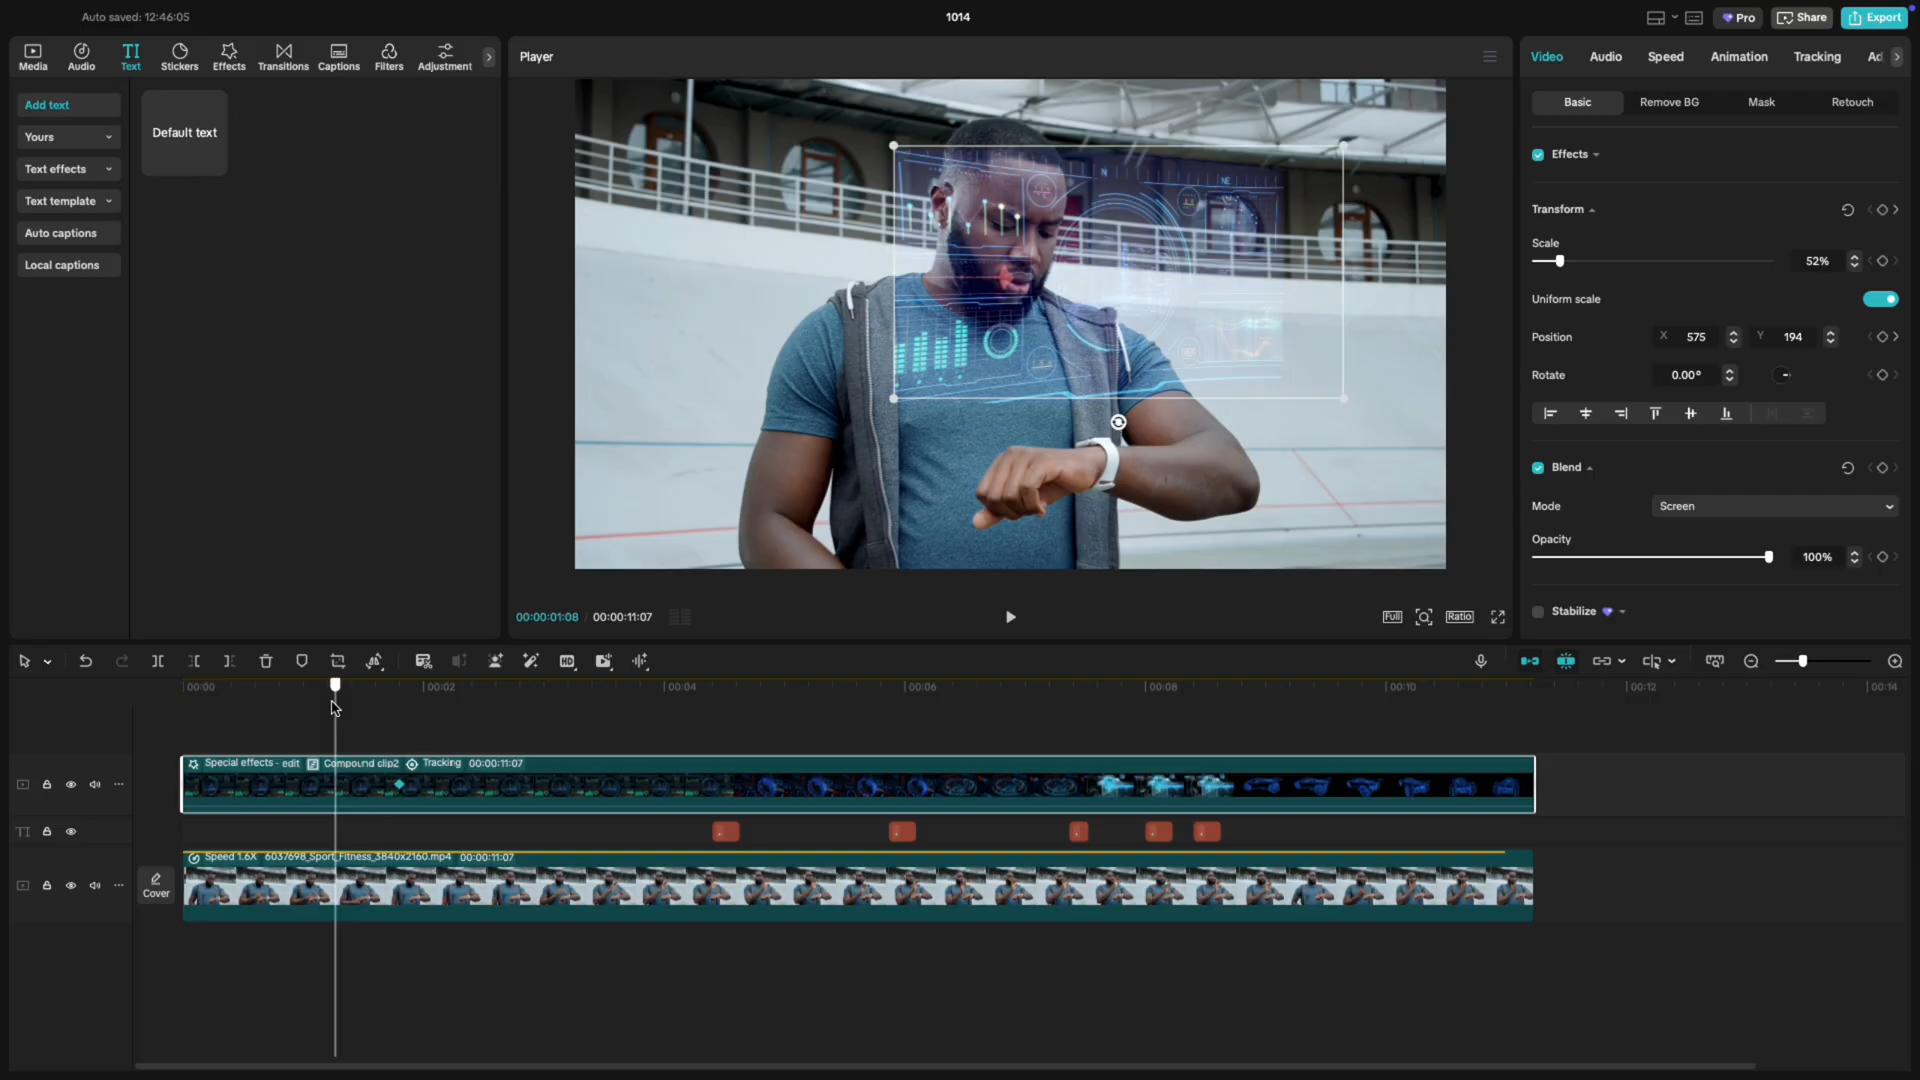 Auto saved: 12:46:05
1014
Pro
Share
Export
Media
Audio
TI
Text
Stickers
Effects
Transitions
Captions
Filters
Adjustment
Add text
Yours
Text effects
Text template
Auto captions
Local captions
Default text
Player
N
NE
00:00:01:08 / 00:00:11:07
Full
Ratio
Video
Audio
Speed
Animation
Tracking
Ad
Basic
Remove BG
Mask
Retouch
Effects
Transform
Scale
52%
Uniform scale
Position
X 575
Y 194
Rotate
0.00°
Blend
Mode
Screen
Opacity
100%
Stabilize
HD
00:00
00:02
00:04
00:06
00:08
00:10
00:12
00:14
Special effects - edit
Compound clip2
Tracking
00:00:11:07
TI
Cover
Speed 1.6X
6037698_Sport_Fitness_3840x2160.mp4
00:00:11:07